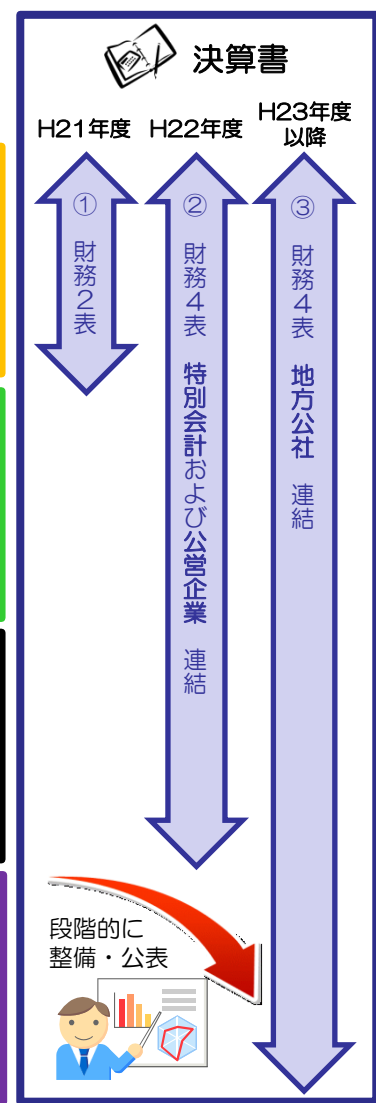 決算書
H21年度
H22年度
H23年度
以降
① 財務2表
② 財務4表 特別会計および公営企業 連結
③ 財務4表 地方公社 連結
段階的に
整備・公表